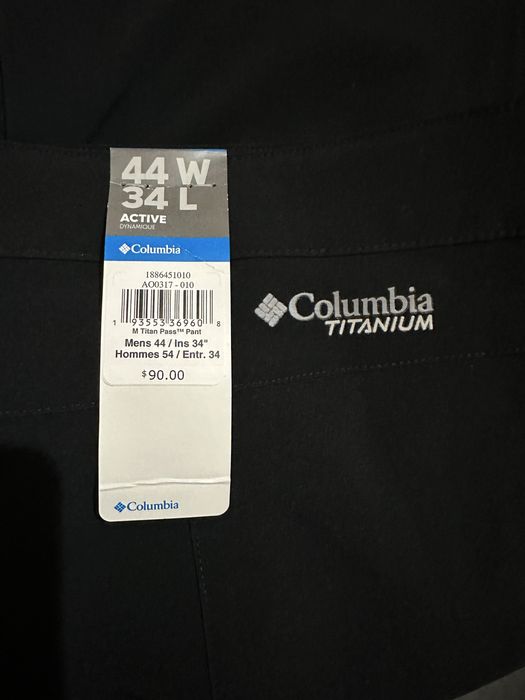 44 W
34 L
ACTIVE
DYNAMIQUE
Columbia
1886451010
AO0317 - 010
1 93553 36960 8
M Titan Pass™ Pant
Mens 44 / Ins 34"
Hommes 54 / Entr. 34
$90.00
Columbia
Columbia
TITANIUM